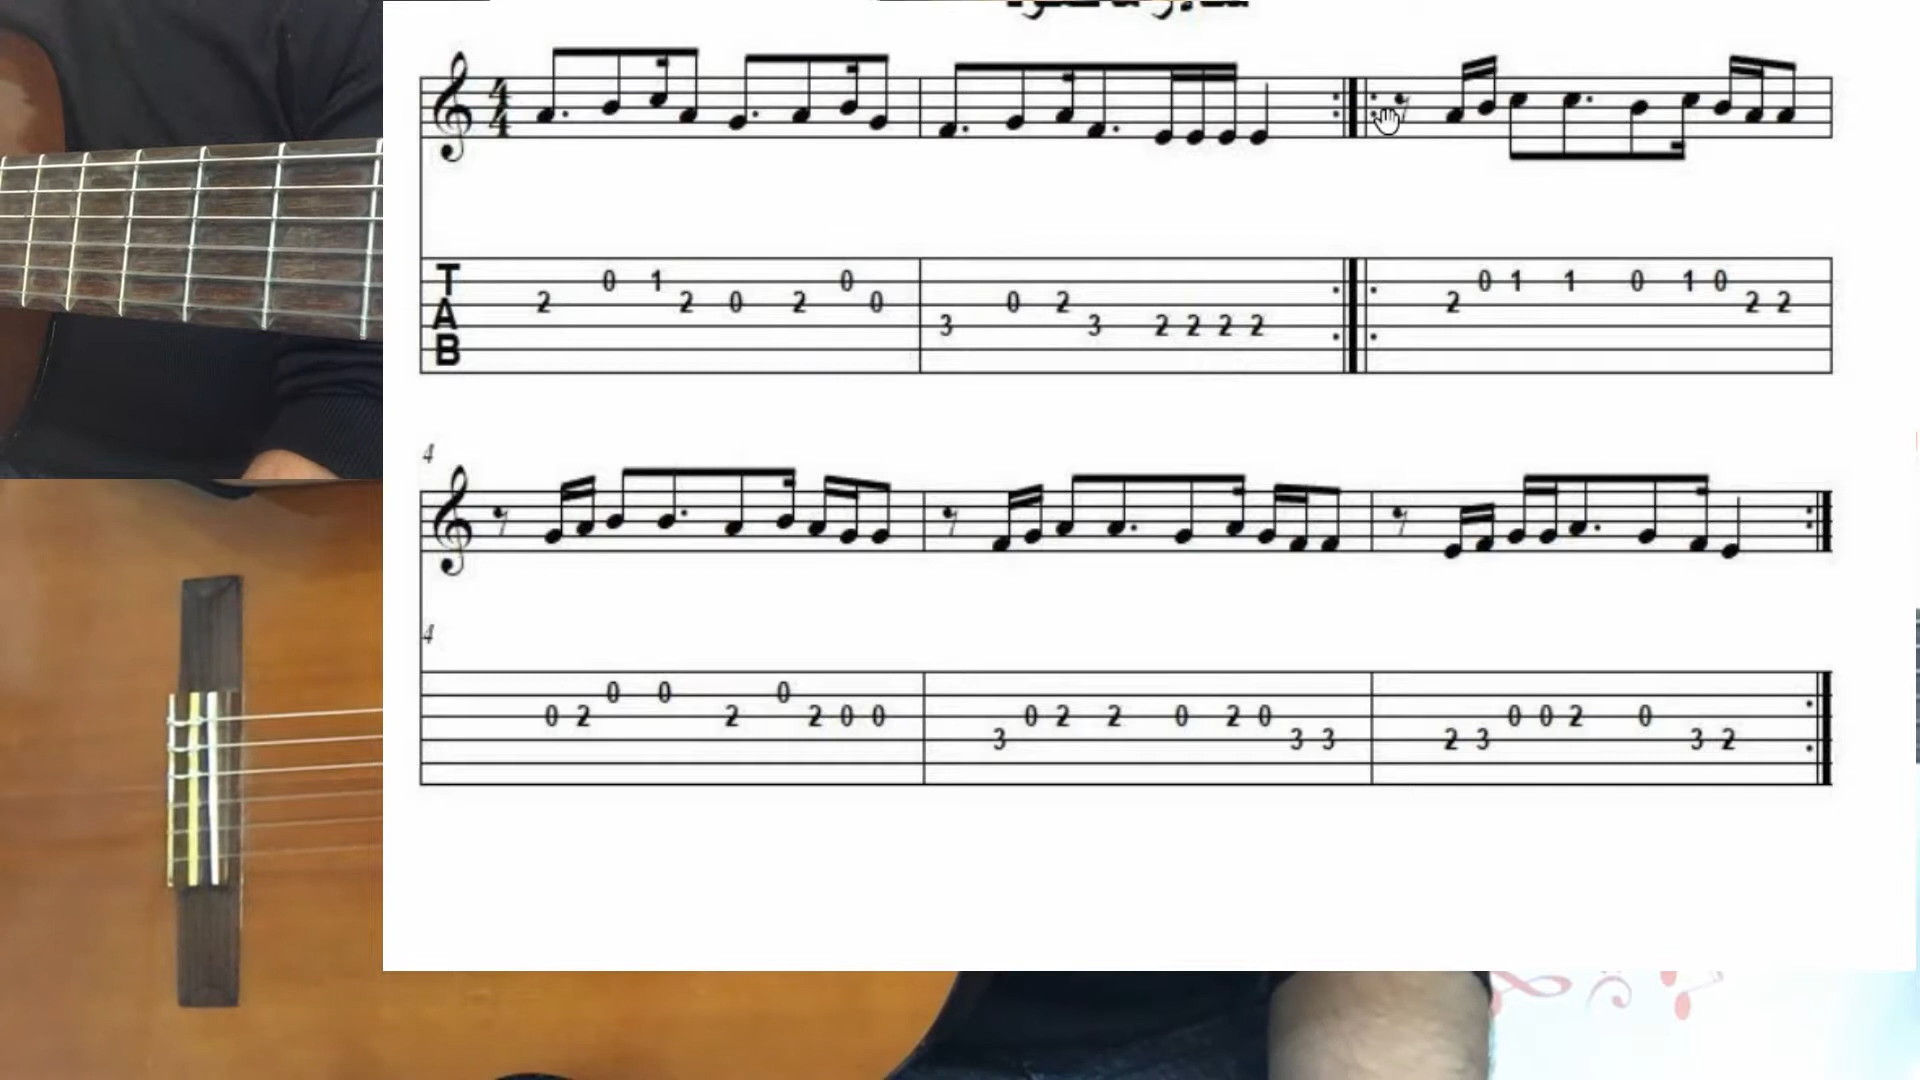 4 4
T A B
2 0 1 2 0 2 0 0 3 0 2 3 2 2 2 2 2 0 1 1 0 1 0 2 2
4
4
0 2 0 0 2 0 2 0 0 3 0 2 2 0 2 0 3 3 2 3 0 0 2 0 3 2